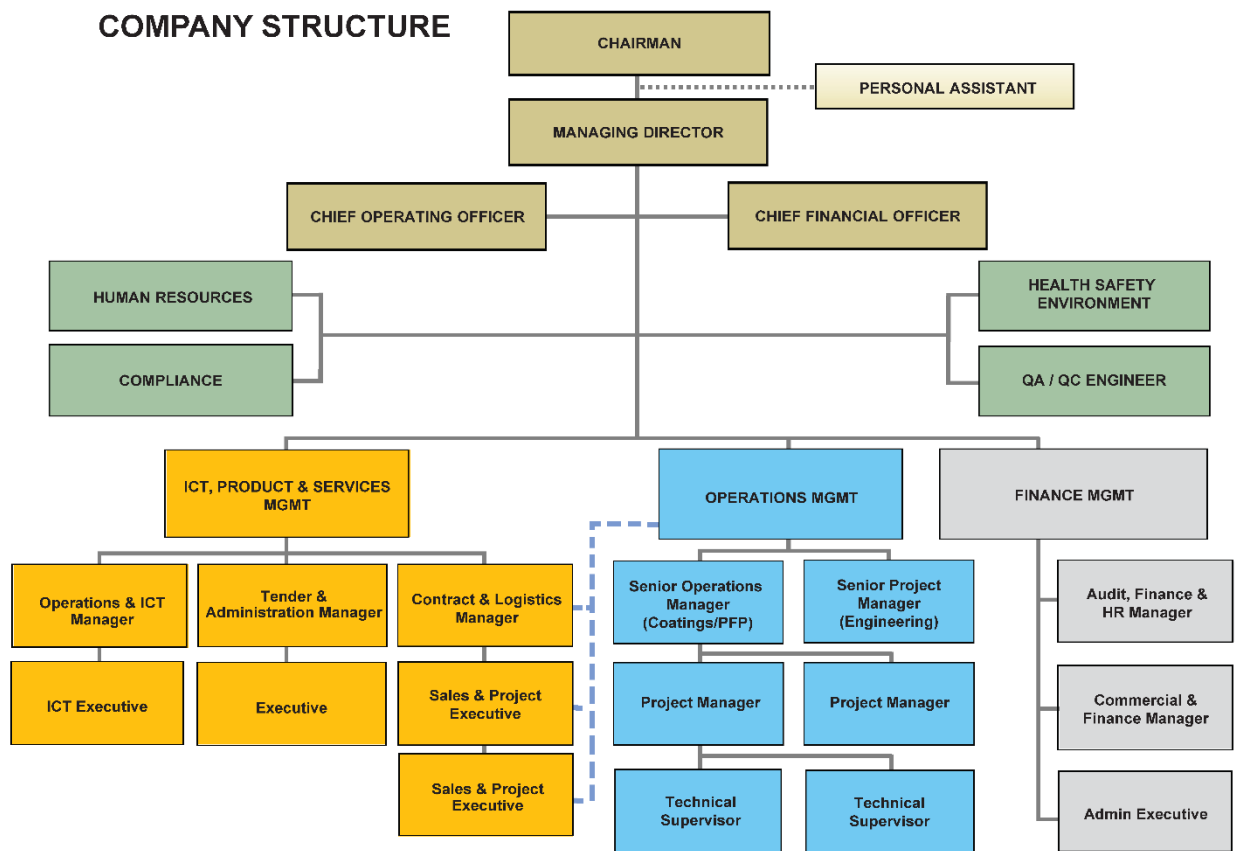 COMPANY STRUCTURE
CHAIRMAN
PERSONAL ASSISTANT
MANAGING DIRECTOR
CHIEF OPERATING OFFICER
CHIEF FINANCIAL OFFICER
HUMAN RESOURCES
HEALTH SAFETY
ENVIRONMENT
COMPLIANCE
QA / QC ENGINEER
ICT, PRODUCT & SERVICES
MGMT
OPERATIONS MGMT
FINANCE MGMT
Operations & ICT
Manager
Tender &
Administration Manager
Contract & Logistics
Manager
Senior Operations
Manager
(Coatings/PFP)
Senior Project
Manager
(Engineering)
Audit, Finance &
HR Manager
ICT Executive
Executive
Sales & Project
Executive
Project Manager
Project Manager
Commercial &
Finance Manager
Sales & Project
Executive
Technical
Supervisor
Technical
Supervisor
Admin Executive